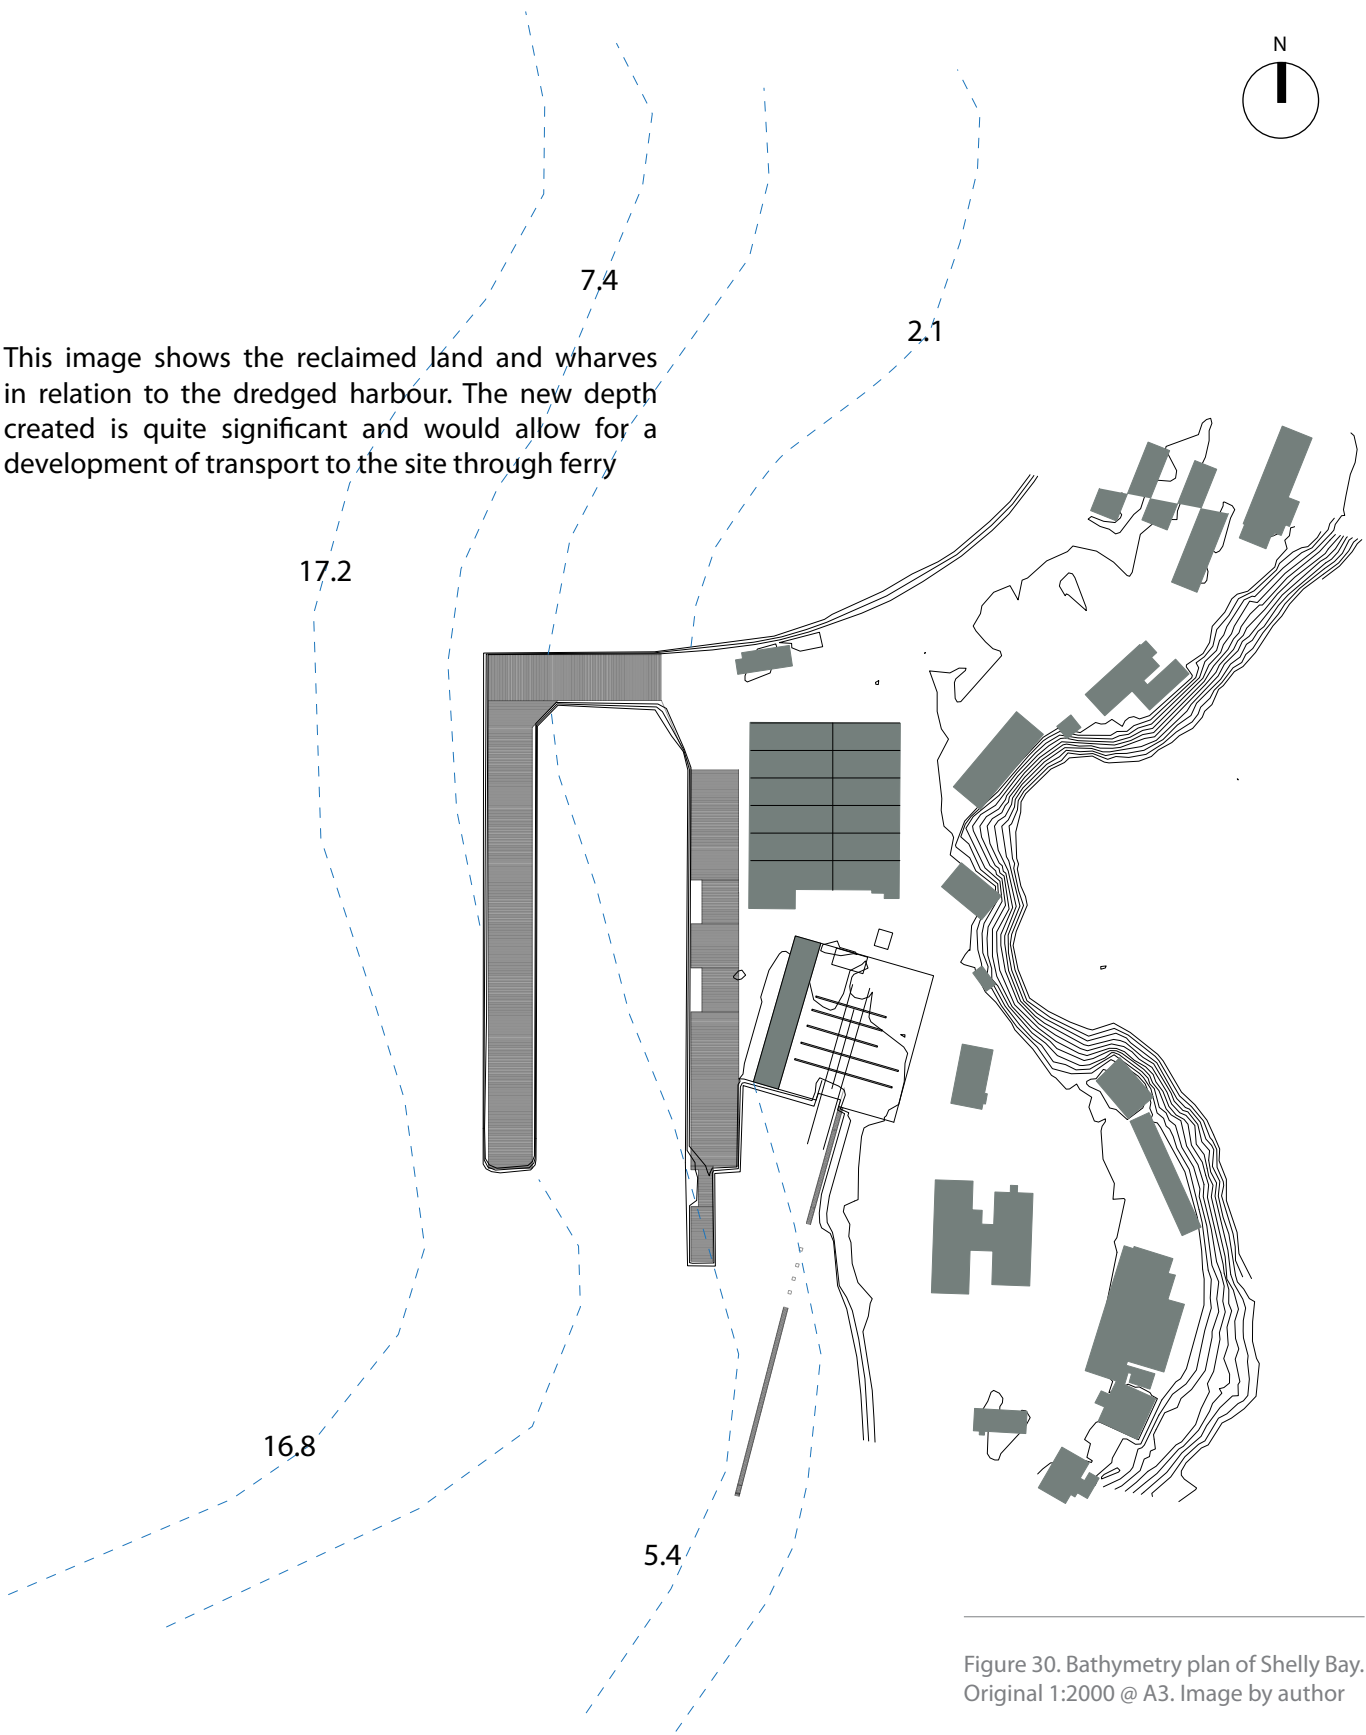 N
7.4
2.1
This image shows the reclaimed land and wharves
in relation to the dredged harbour. The new depth
created is quite significant and would allow for a
development of transport to the site through ferry
17.2
16.8
5.4
Figure 30. Bathymetry plan of Shelly Bay.
Original 1:2000 @ A3. Image by author